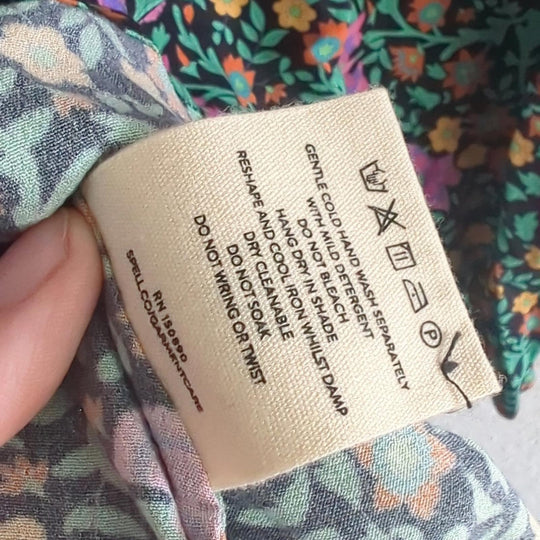 GENTLE COLD HAND WASH SEPARATELY
WITH MILD DETERGENT
DO NOT BLEACH
HANG DRY IN SHADE
RESHAPE AND COOL IRON WHILST DAMP
DRY CLEANABLE
DO NOT SOAK
DO NOT WRING OR TWIST
RN 150890
SPELL.CO/GARMENTCARE
P